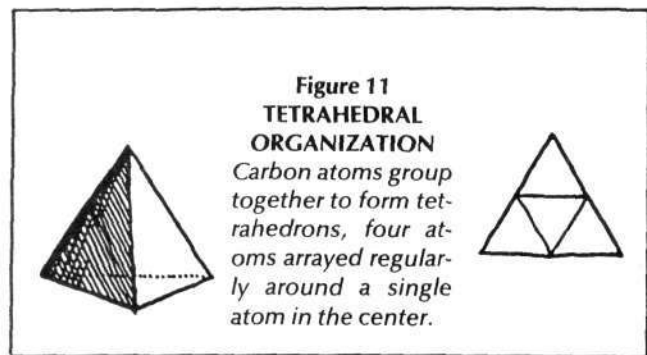 Figure 11
TETRAHEDRAL
ORGANIZATION
Carbon atoms group
together to form tet-
rahedrons, four at-
oms arrayed regular-
ly around a single
atom in the center.